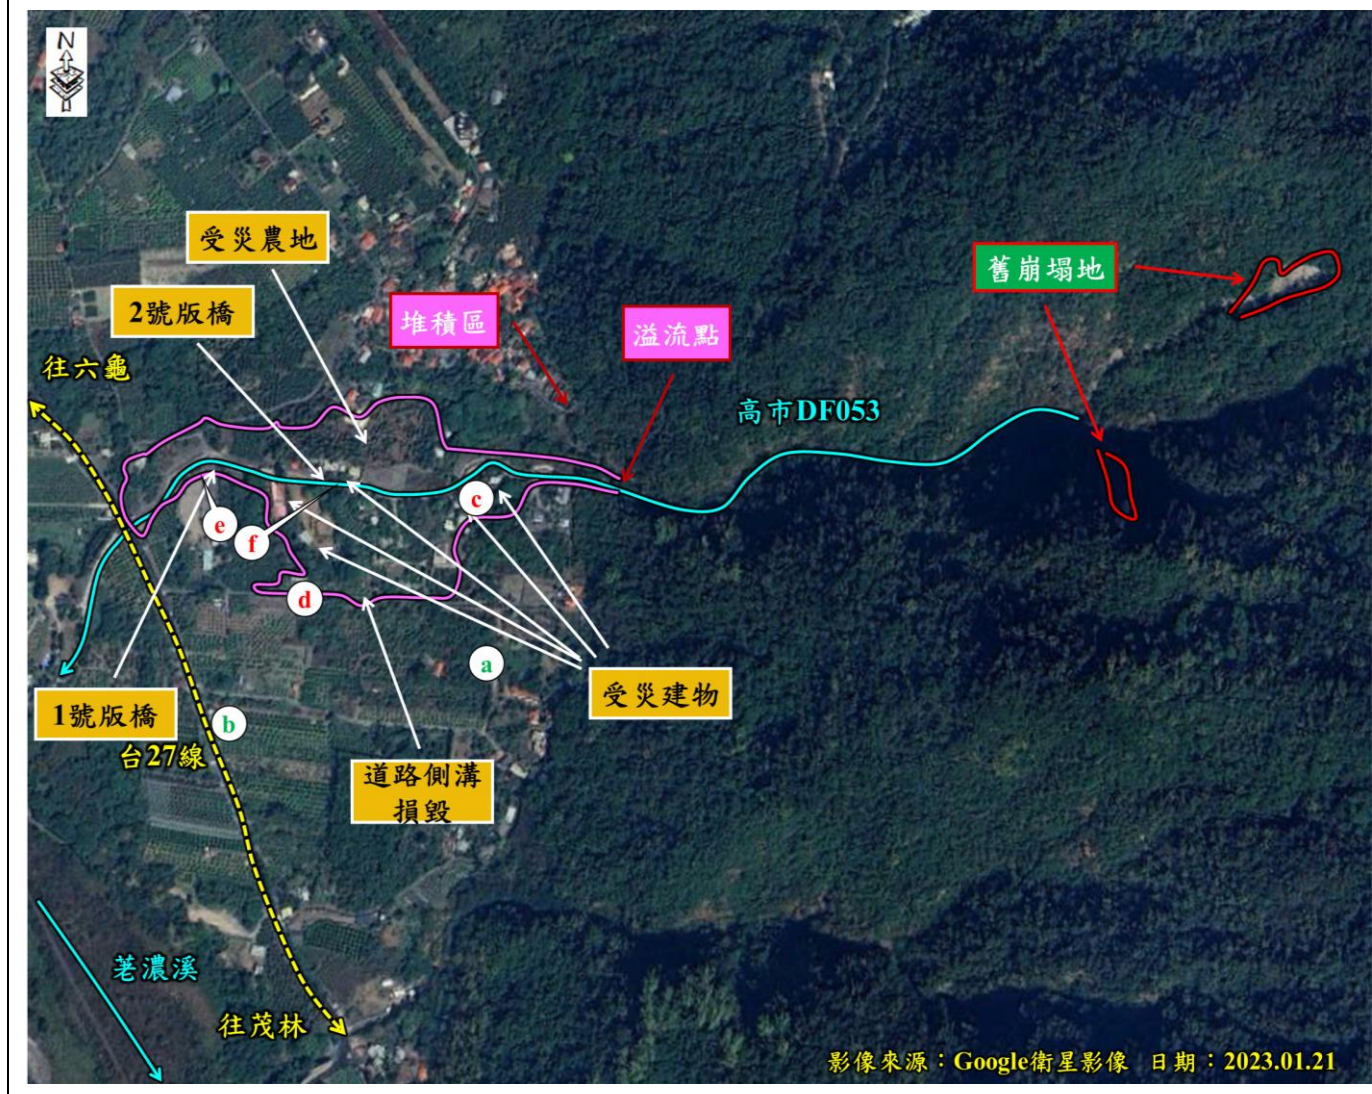 N
受災農地
2號版橋
堆積區
溢流點
舊崩塌地
往六龜
高市DF053
c
e
f
d
a
1號版橋
受災建物
b
台27線
道路側溝
損毀
荖濃溪
往茂林
影像來源：Google衛星影像 日期：2023.01.21